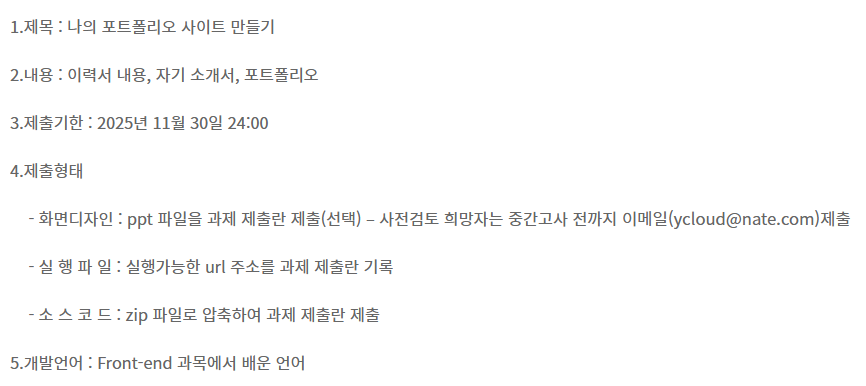 1.제목 : 나의 포트폴리오 사이트 만들기
2.내용 : 이력서 내용, 자기 소개서, 포트폴리오
3.제출기한 : 2025년 11월 30일 24:00
4.제출형태
- 화면디자인 : ppt 파일을 과제 제출란 제출(선택) – 사전검토 희망자는 중간고사 전까지 이메일(ycloud@nate.com)제출
- 실 행 파 일 : 실행가능한 url 주소를 과제 제출란 기록
- 소 스 코 드 : zip 파일로 압축하여 과제 제출란 제출
5.개발언어 : Front-end 과목에서 배운 언어